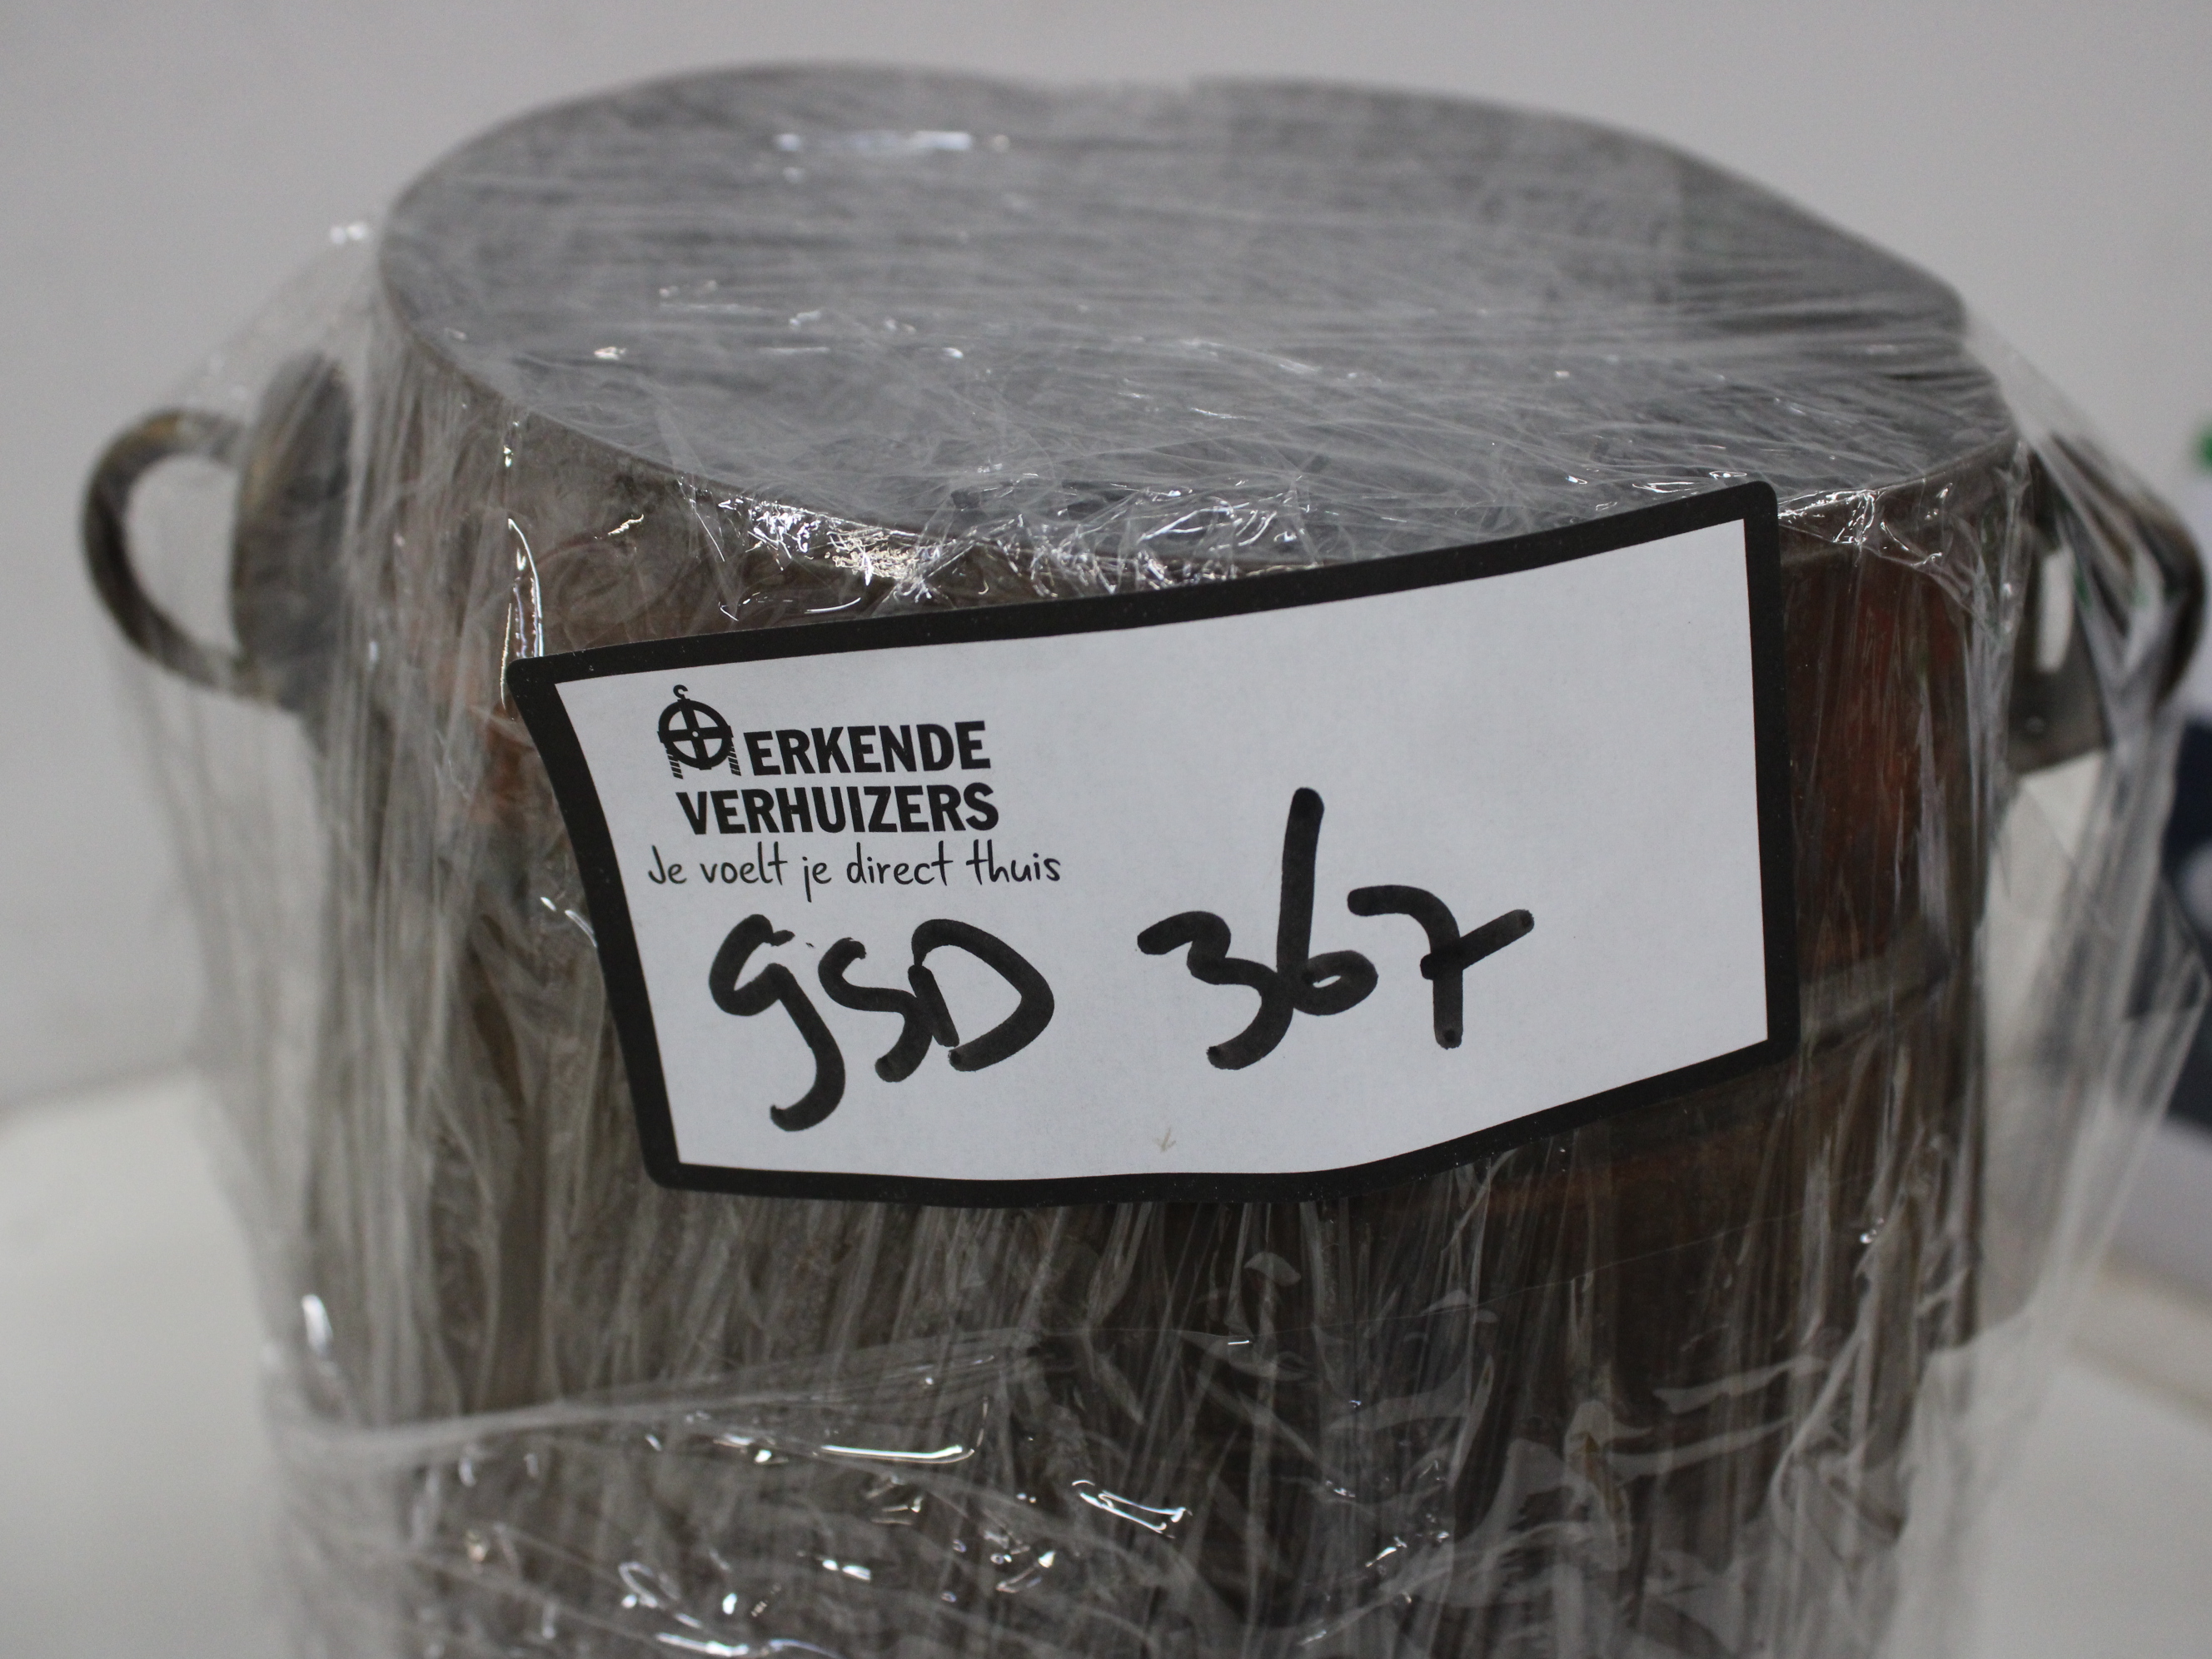 ERKENDE
VERHUIZERS
Je voelt je direct thuis
gSD 367